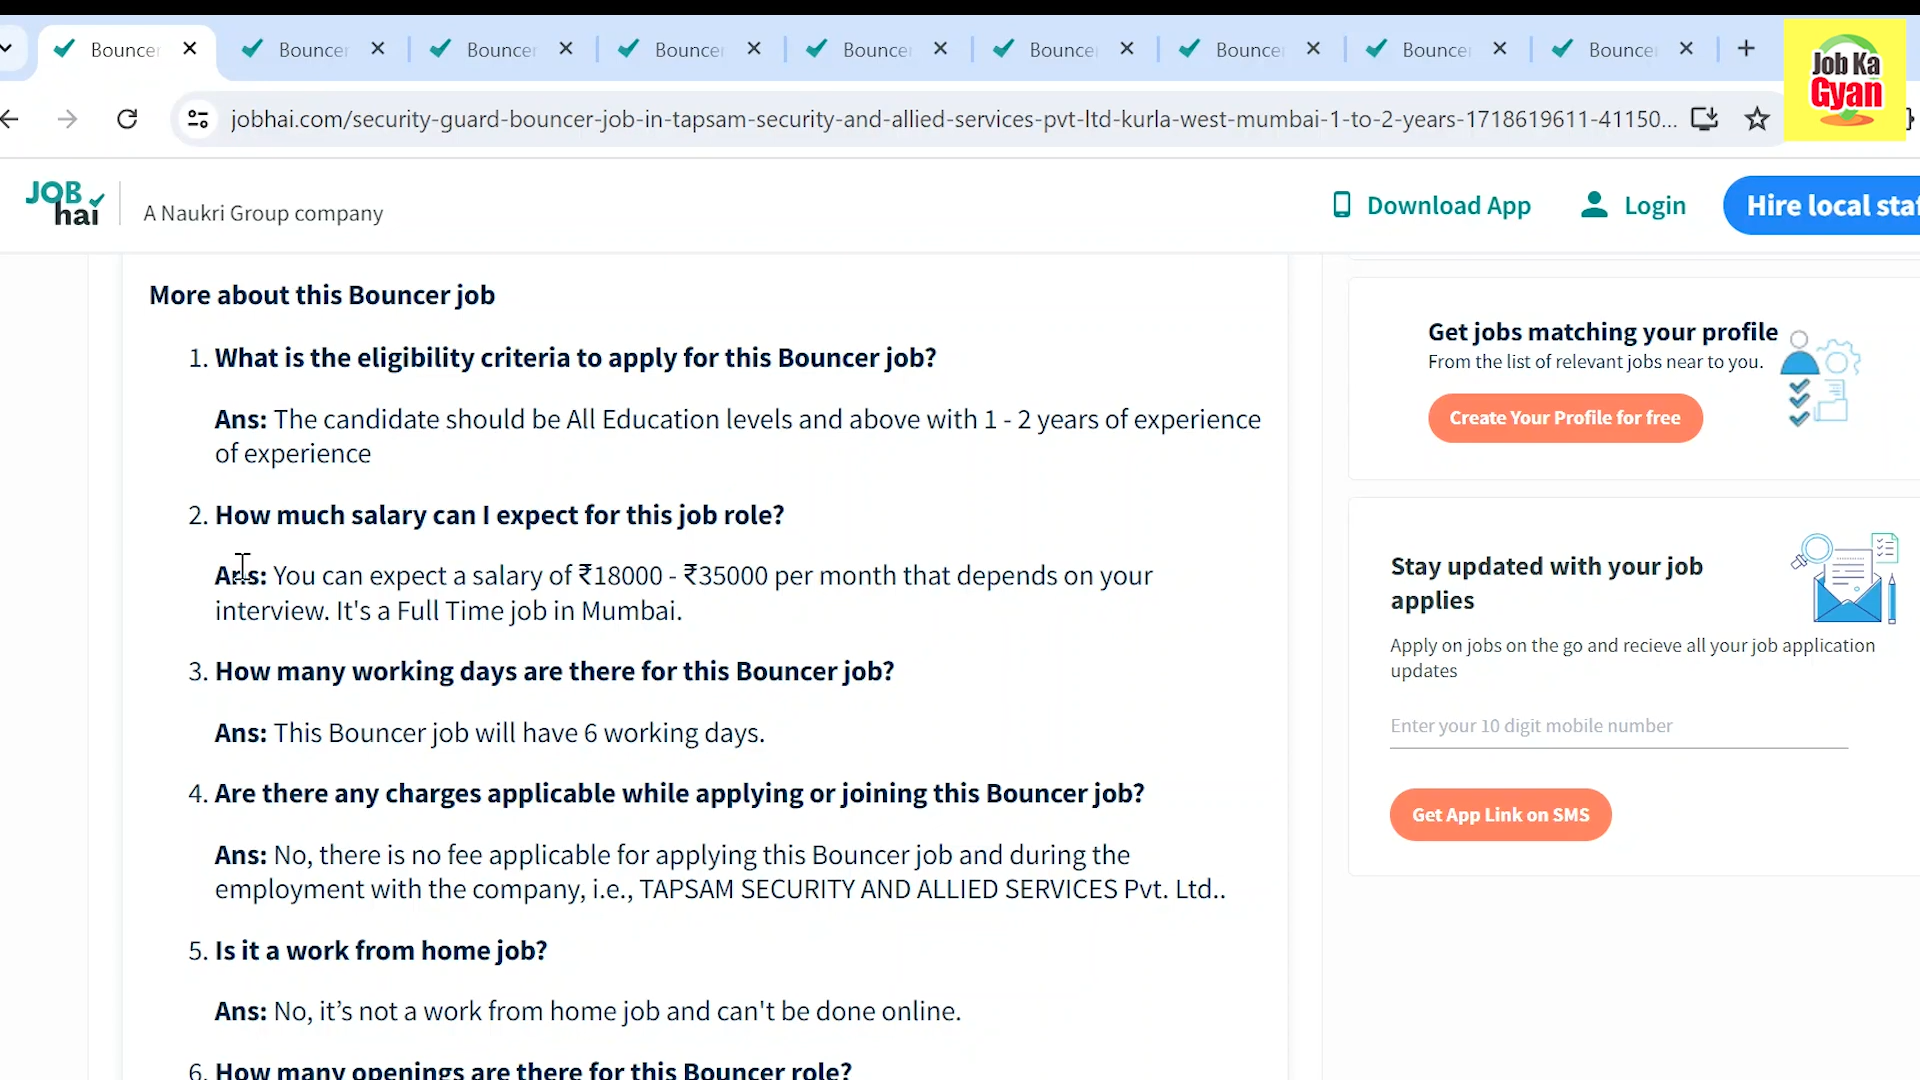 Bouncer
Bouncer
Bouncer
Bouncer
Bouncer
Bouncer
Bouncer
Bouncer
Bouncer
Job Ka
Gyan
jobhai.com/security-guard-bouncer-job-in-tapsam-security-and-allied-services-pvt-ltd-kurla-west-mumbai-1-to-2-years-1718619611-41150...
JOB
hai
A Naukri Group company
Download App
Login
Hire local staf
More about this Bouncer job
1. What is the eligibility criteria to apply for this Bouncer job?
Ans: The candidate should be All Education levels and above with 1 - 2 years of experience
of experience
2. How much salary can I expect for this job role?
Ans: You can expect a salary of ₹18000 - ₹35000 per month that depends on your
interview. It's a Full Time job in Mumbai.
3. How many working days are there for this Bouncer job?
Ans: This Bouncer job will have 6 working days.
4. Are there any charges applicable while applying or joining this Bouncer job?
Ans: No, there is no fee applicable for applying this Bouncer job and during the
employment with the company, i.e., TAPSAM SECURITY AND ALLIED SERVICES Pvt. Ltd..
5. Is it a work from home job?
Ans: No, it’s not a work from home job and can't be done online.
6. How many openings are there for this Bouncer role?
Get jobs matching your profile
From the list of relevant jobs near to you.
Create Your Profile for free
Stay updated with your job
applies
Apply on jobs on the go and recieve all your job application
updates
Enter your 10 digit mobile number
Get App Link on SMS